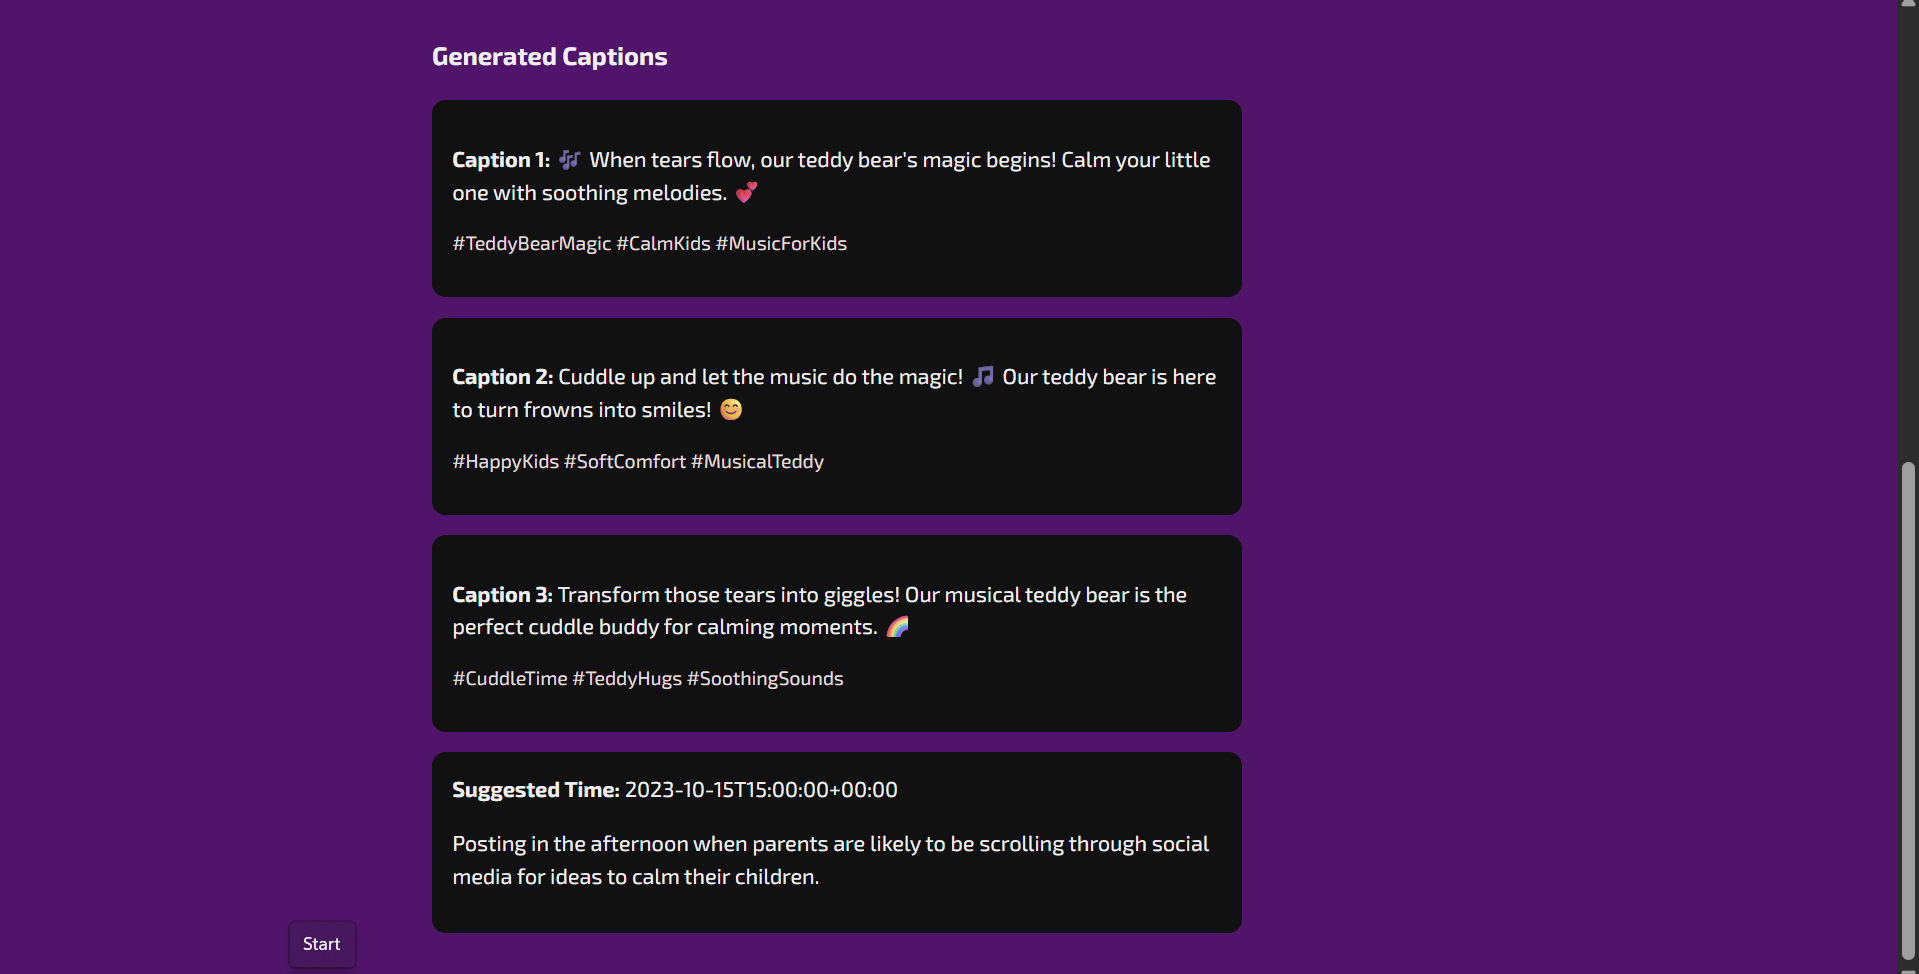 Generated Captions
Caption 1: 🎶 When tears flow, our teddy bear's magic begins! Calm your little
one with soothing melodies. 💕
#TeddyBearMagic #CalmKids #MusicForKids
Caption 2: Cuddle up and let the music do the magic! 🎵 Our teddy bear is here
to turn frowns into smiles! 😊
#HappyKids #SoftComfort #MusicalTeddy
Caption 3: Transform those tears into giggles! Our musical teddy bear is the
perfect cuddle buddy for calming moments. 🌈
#CuddleTime #TeddyHugs #SoothingSounds
Suggested Time: 2023-10-15T15:00:00+00:00
Posting in the afternoon when parents are likely to be scrolling through social
media for ideas to calm their children.
Start